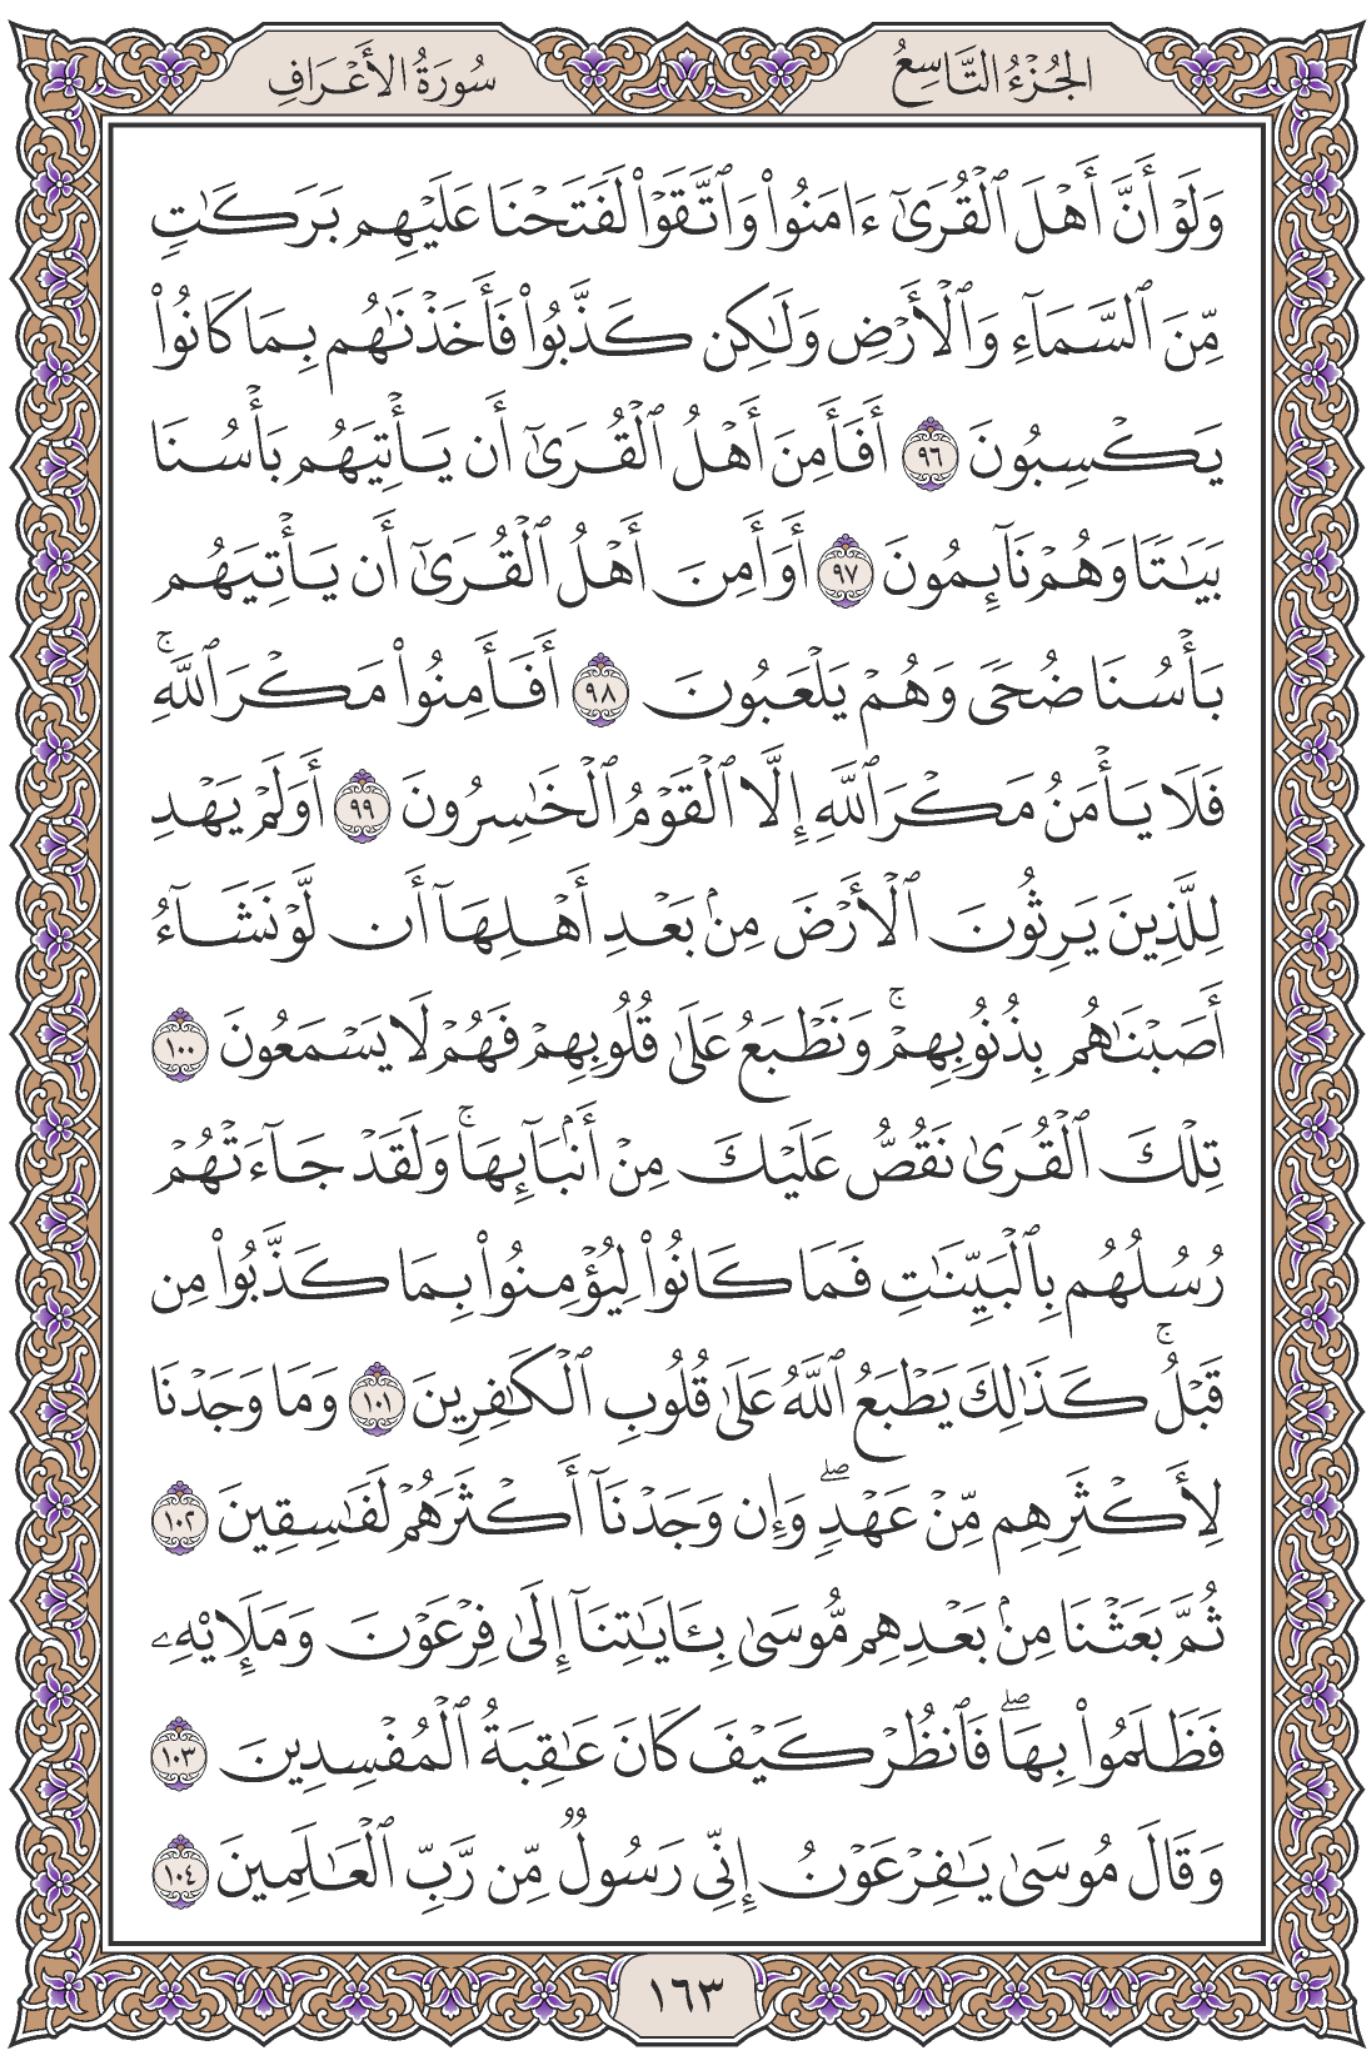 الجُزْءُ التَّاسِعُ
سُورَةُ الأَعْرَافِ
وَلَوْ أَنَّ أَهْلَ ٱلْقُرَىٰٓ ءَامَنُوا۟ وَٱتَّقَوْا۟ لَفَتَحْنَا عَلَيْهِم بَرَكَٰتٍ
مِّنَ ٱلسَّمَآءِ وَٱلْأَرْضِ وَلَٰكِن كَذَّبُوا۟ فَأَخَذْنَٰهُم بِمَا كَانُوا۟
يَكْسِبُونَ ٩٦ أَفَأَمِنَ أَهْلُ ٱلْقُرَىٰٓ أَن يَأْتِيَهُم بَأْسُنَا
بَيَٰتًا وَهُمْ نَآئِمُونَ ٩٧ أَوَأَمِنَ أَهْلُ ٱلْقُرَىٰٓ أَن يَأْتِيَهُم
بَأْسُنَا ضُحًى وَهُمْ يَلْعَبُونَ ٩٨ أَفَأَمِنُوا۟ مَكْرَ ٱللَّهِ ۚ
فَلَا يَأْمَنُ مَكْرَ ٱللَّهِ إِلَّا ٱلْقَوْمُ ٱلْخَٰسِرُونَ ٩٩ أَوَلَمْ يَهْدِ
لِلَّذِينَ يَرِثُونَ ٱلْأَرْضَ مِنۢ بَعْدِ أَهْلِهَآ أَن لَّوْ نَشَآءُ
أَصَبْنَٰهُم بِذُنُوبِهِمْ ۚ وَنَطْبَعُ عَلَىٰ قُلُوبِهِمْ فَهُمْ لَا يَسْمَعُونَ ١٠٠
تِلْكَ ٱلْقُرَىٰ نَقُصُّ عَلَيْكَ مِنْ أَنۢبَآئِهَا ۚ وَلَقَدْ جَآءَتْهُمْ
رُسُلُهُم بِٱلْبَيِّنَٰتِ فَمَا كَانُوا۟ لِيُؤْمِنُوا۟ بِمَا كَذَّبُوا۟ مِن
قَبْلُ ۚ كَذَٰلِكَ يَطْبَعُ ٱللَّهُ عَلَىٰ قُلُوبِ ٱلْكَٰفِرِينَ ١٠١ وَمَا وَجَدْنَا
لِأَكْثَرِهِم مِّنْ عَهْدٍ ۖ وَإِن وَجَدْنَآ أَكْثَرَهُمْ لَفَٰسِقِينَ ١٠٢
ثُمَّ بَعَثْنَا مِنۢ بَعْدِهِم مُّوسَىٰ بِـَٔايَٰتِنَآ إِلَىٰ فِرْعَوْنَ وَمَلَإِي۟هِۦ
فَظَلَمُوا۟ بِهَا ۖ فَٱنظُرْ كَيْفَ كَانَ عَٰقِبَةُ ٱلْمُفْسِدِينَ ١٠٣
وَقَالَ مُوسَىٰ يَٰفِرْعَوْنُ إِنِّى رَسُولٌ مِّن رَّبِّ ٱلْعَٰلَمِينَ ١٠٤
١٦٣